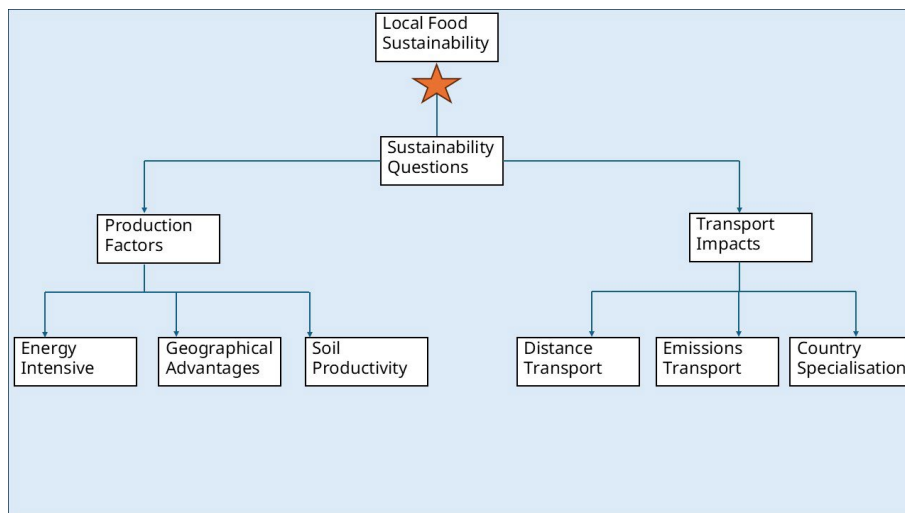 Local Food
Sustainability
Sustainability
Questions
Production
Factors
Transport
Impacts
Energy
Intensive
Geographical
Advantages
Soil
Productivity
Distance
Transport
Emissions
Transport
Country
Specialisation